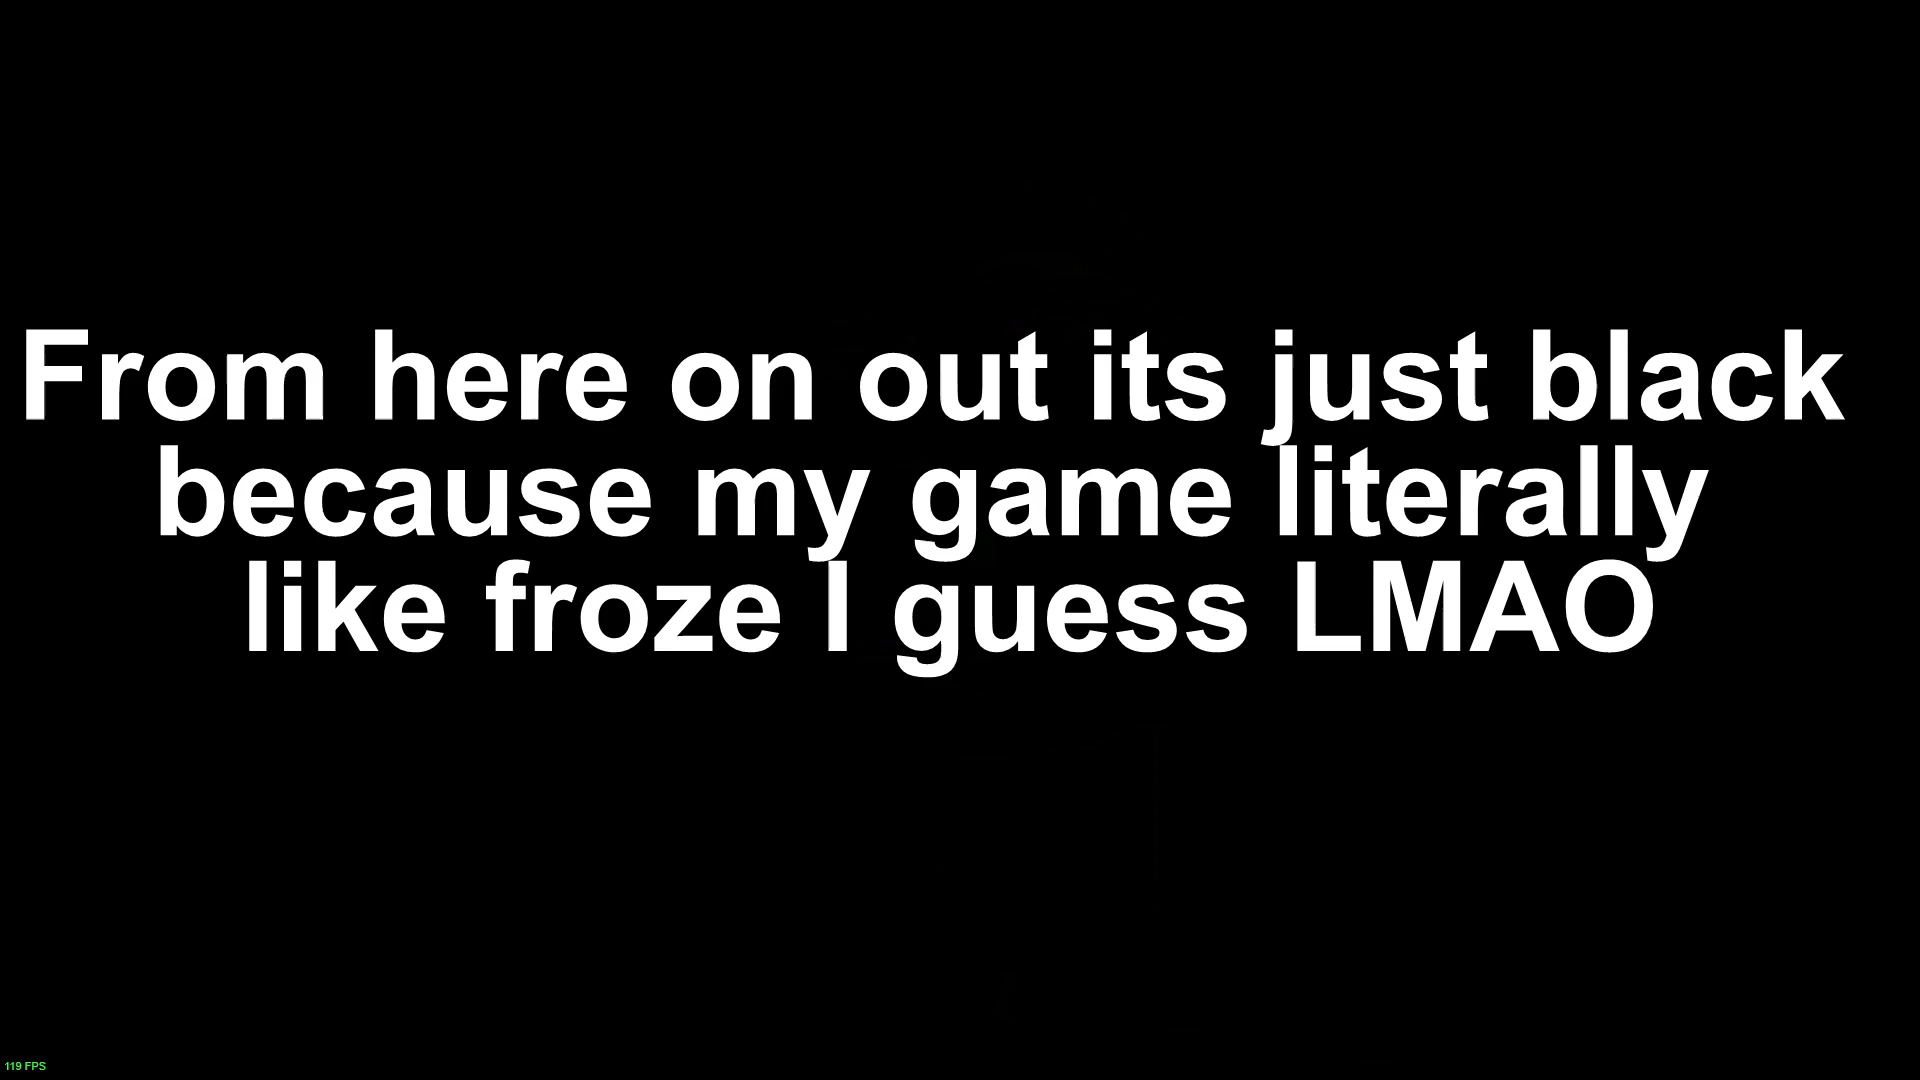 From here on out its just black
because my game literally
like froze I guess LMAO
119 FPS